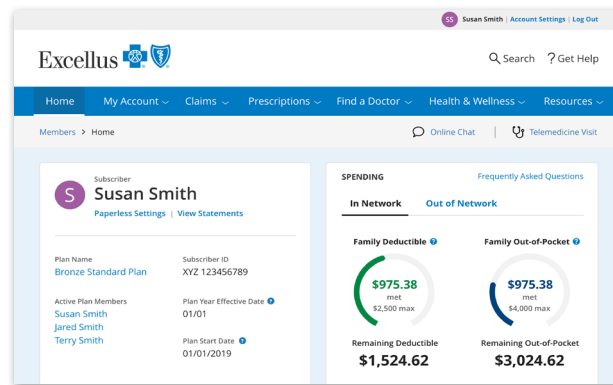 SS Susan Smith | Account Settings | Log Out
Excellus
Search ? Get Help
Home My Account Claims Prescriptions Find a Doctor Health & Wellness Resources
Members > Home
Online Chat | Telemedicine Visit
S
Subscriber
Susan Smith
Paperless Settings | View Statements
Plan Name
Bronze Standard Plan
Subscriber ID
XYZ 123456789
Active Plan Members
Susan Smith
Jared Smith
Terry Smith
Plan Year Effective Date ?
01/01
Plan Start Date ?
01/01/2019
SPENDING
Frequently Asked Questions
In Network Out of Network
Family Deductible ?
$975.38
met
$2,500 max
Remaining Deductible
$1,524.62
Family Out-of-Pocket ?
$975.38
met
$4,000 max
Remaining Out-of-Pocket
$3,024.62